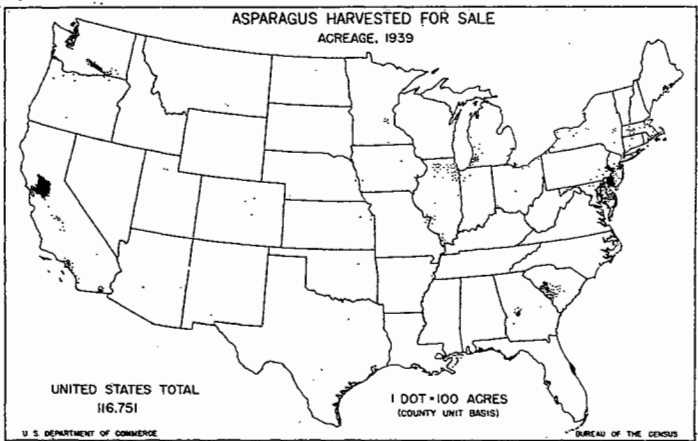 ASPARAGUS HARVESTED FOR SALE
ACREAGE, 1939
UNITED STATES TOTAL
116,751
1 DOT = 100 ACRES
(COUNTY UNIT BASIS)
U S. DEPARTMENT OF COMMERCE
BUREAU OF THE CENSUS